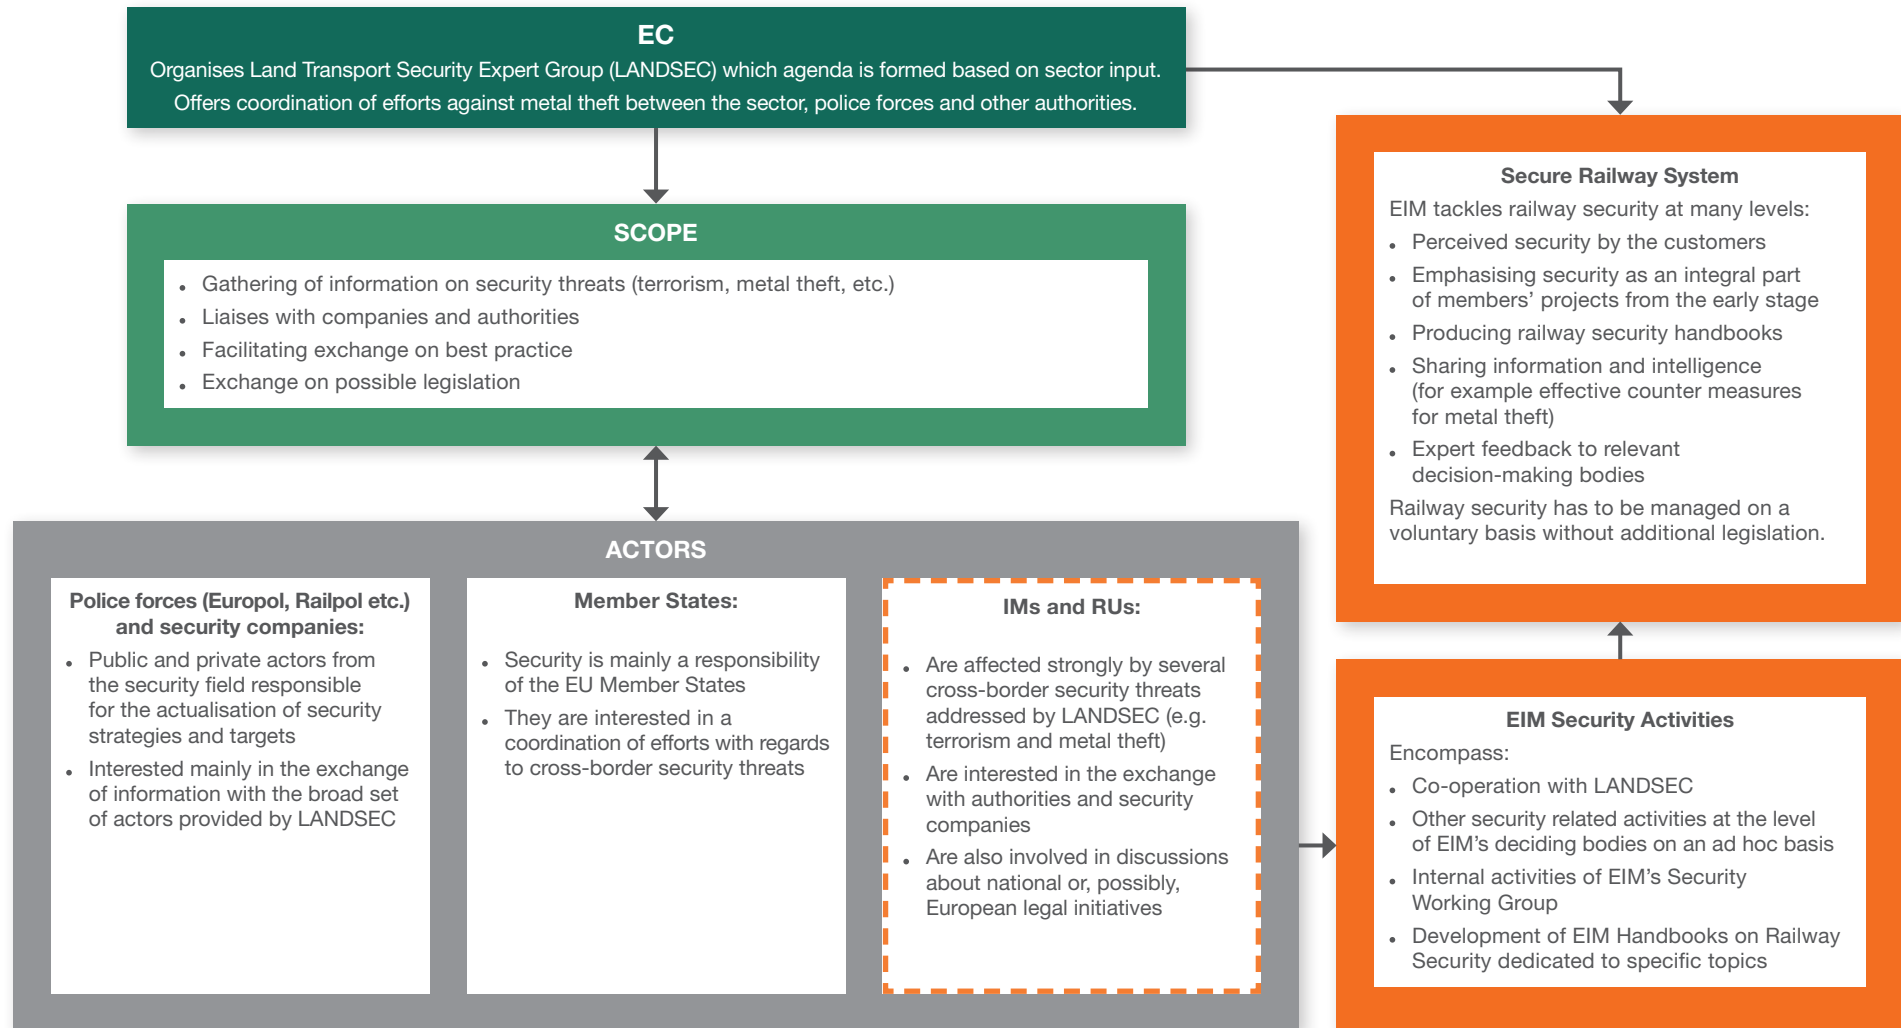 EC
Organises Land Transport Security Expert Group (LANDSEC) which agenda is formed based on sector input.
Offers coordination of efforts against metal theft between the sector, police forces and other authorities.
SCOPE
• Gathering of information on security threats (terrorism, metal theft, etc.)
• Liaises with companies and authorities
• Facilitating exchange on best practice
• Exchange on possible legislation
ACTORS
Police forces (Europol, Railpol etc.)
and security companies:
• Public and private actors from
the security field responsible
for the actualisation of security
strategies and targets
• Interested mainly in the exchange
of information with the broad set
of actors provided by LANDSEC
Member States:
• Security is mainly a responsibility
of the EU Member States
• They are interested in a
coordination of efforts with regards
to cross-border security threats
IMs and RUs:
• Are affected strongly by several
cross-border security threats
addressed by LANDSEC (e.g.
terrorism and metal theft)
• Are interested in the exchange
with authorities and security
companies
• Are also involved in discussions
about national or, possibly,
European legal initiatives
Secure Railway System
EIM tackles railway security at many levels:
• Perceived security by the customers
• Emphasising security as an integral part
of members’ projects from the early stage
• Producing railway security handbooks
• Sharing information and intelligence
(for example effective counter measures
for metal theft)
• Expert feedback to relevant
decision-making bodies
Railway security has to be managed on a
voluntary basis without additional legislation.
EIM Security Activities
Encompass:
• Co-operation with LANDSEC
• Other security related activities at the level
of EIM’s deciding bodies on an ad hoc basis
• Internal activities of EIM’s Security
Working Group
• Development of EIM Handbooks on Railway
Security dedicated to specific topics